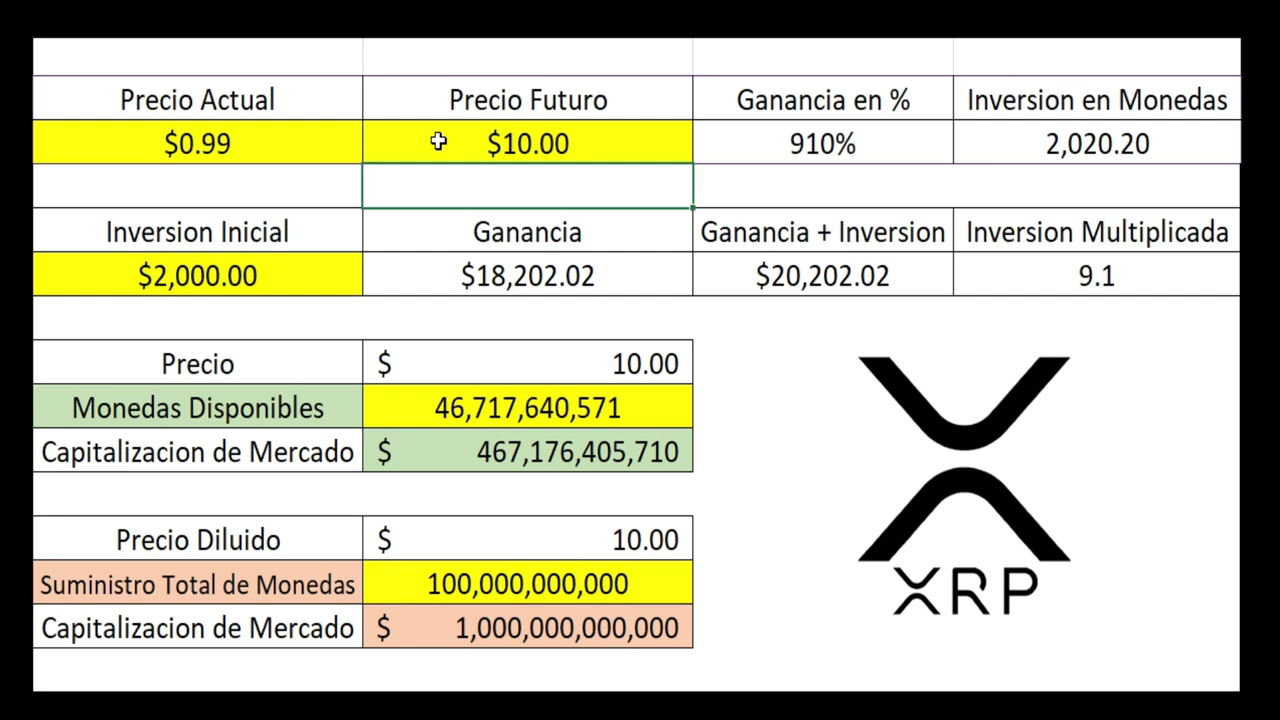 Precio Actual Precio Futuro Ganancia en % Inversion en Monedas
$0.99 $10.00 910% 2,020.20
Inversion Inicial Ganancia Ganancia + Inversion Inversion Multiplicada
$2,000.00 $18,202.02 $20,202.02 9.1
Precio $ 10.00
Monedas Disponibles 46,717,640,571
Capitalizacion de Mercado $ 467,176,405,710
Precio Diluido $ 10.00
Suministro Total de Monedas 100,000,000,000
Capitalizacion de Mercado $ 1,000,000,000,000
XRP